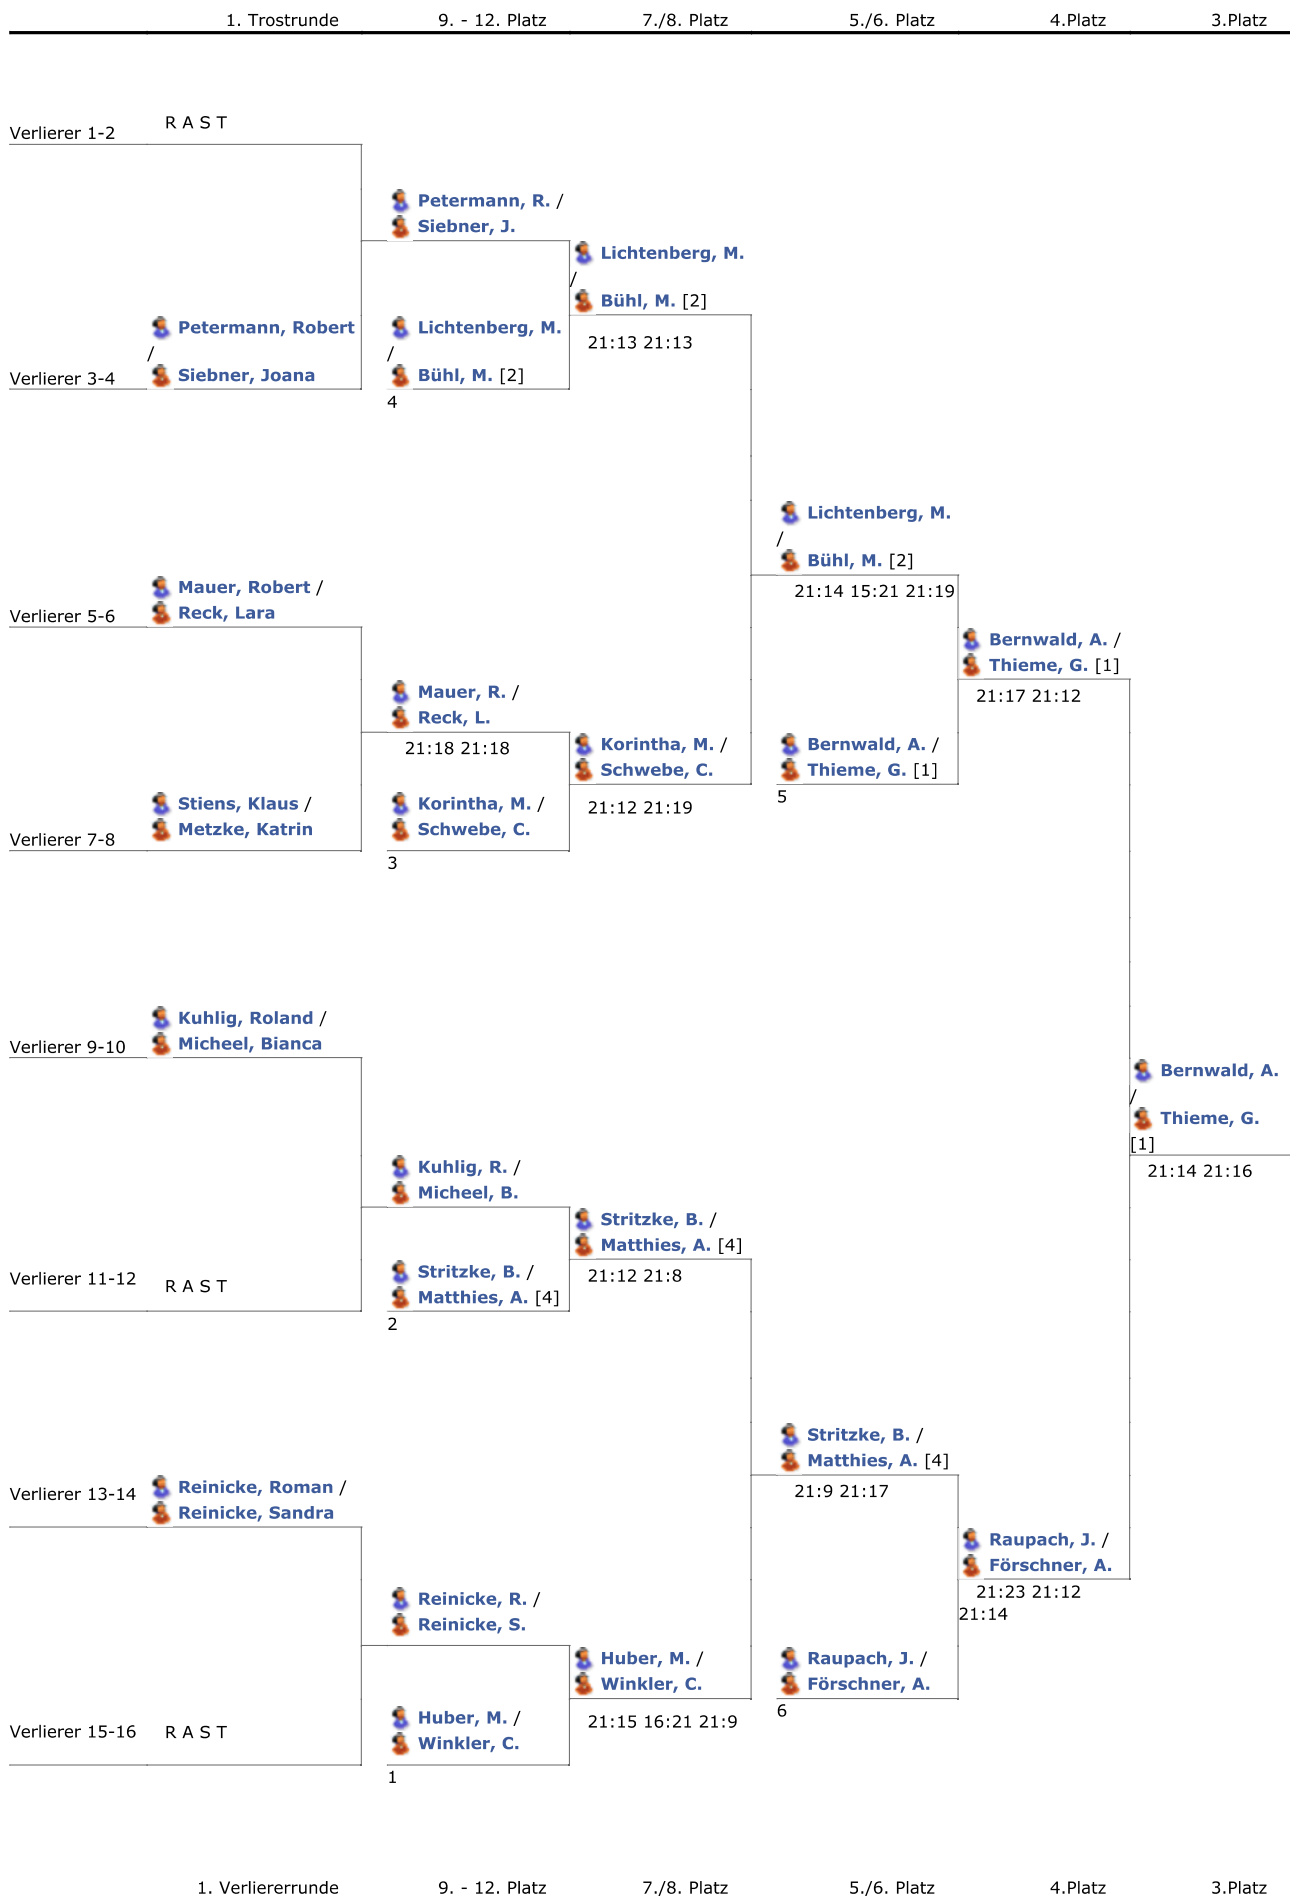 1. Trostrunde 9. - 12. Platz 7./8. Platz 5./6. Platz 4.Platz 3.Platz
Verlierer 1-2 R A S T
Petermann, R. /
Siebner, J.
Lichtenberg, M.
/
Bühl, M. [2]
21:13 21:13
Petermann, Robert
/
Siebner, Joana
Verlierer 3-4
Lichtenberg, M.
/
Bühl, M. [2]
4
Lichtenberg, M.
/
Bühl, M. [2]
21:14 15:21 21:19
Mauer, Robert /
Reck, Lara
Verlierer 5-6
Bernwald, A. /
Thieme, G. [1]
21:17 21:12
Mauer, R. /
Reck, L.
21:18 21:18
Korintha, M. /
Schwebe, C.
21:12 21:19
Bernwald, A. /
Thieme, G. [1]
5
Stiens, Klaus /
Metzke, Katrin
Verlierer 7-8
Korintha, M. /
Schwebe, C.
3
Kuhlig, Roland /
Micheel, Bianca
Verlierer 9-10
Bernwald, A.
/
Thieme, G.
[1]
21:14 21:16
Kuhlig, R. /
Micheel, B.
Stritzke, B. /
Matthies, A. [4]
21:12 21:8
Verlierer 11-12 R A S T
Stritzke, B. /
Matthies, A. [4]
2
Stritzke, B. /
Matthies, A. [4]
21:9 21:17
Verlierer 13-14
Reinicke, Roman /
Reinicke, Sandra
Raupach, J. /
Förschner, A.
21:23 21:12
21:14
Reinicke, R. /
Reinicke, S.
Huber, M. /
Winkler, C.
21:15 16:21 21:9
Raupach, J. /
Förschner, A.
6
Verlierer 15-16 R A S T
Huber, M. /
Winkler, C.
1
1. Verliererrunde 9. - 12. Platz 7./8. Platz 5./6. Platz 4.Platz 3.Platz